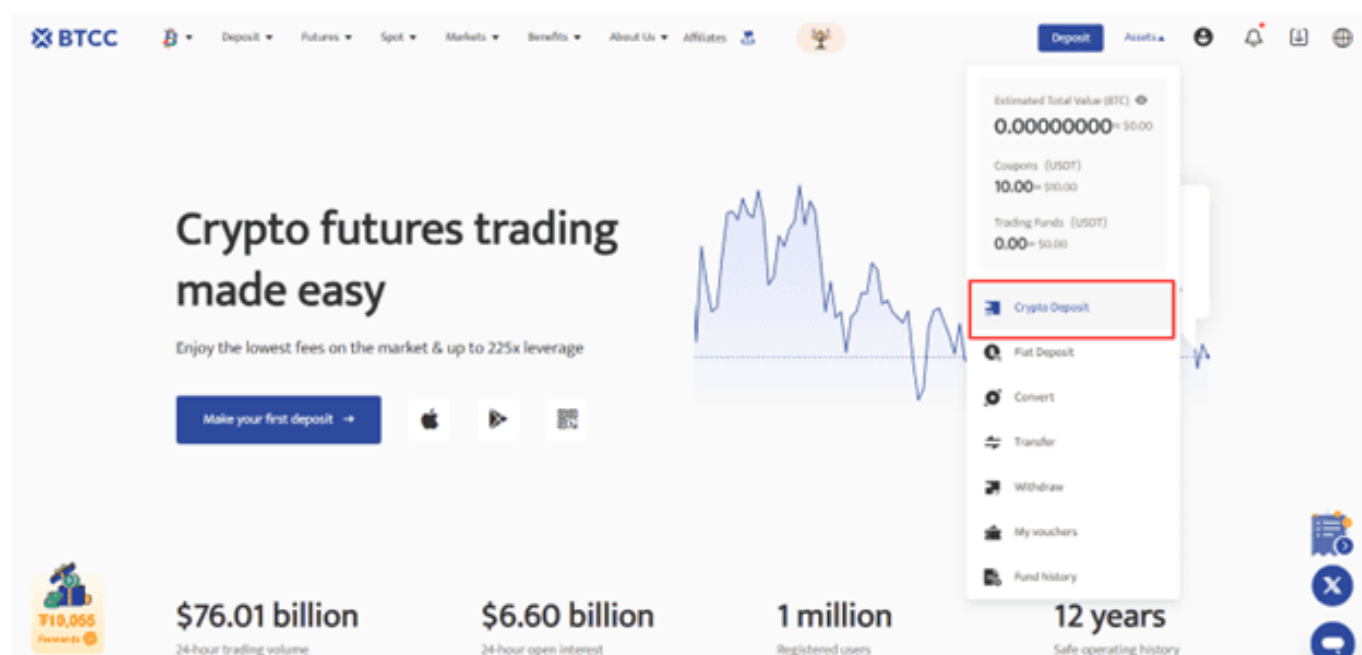 BTCC
Deposit
Futures
Spot
Markets
Benefits
About Us
Affiliates
Deposit
Assets
Estimated Total Value (BTC)
0.00000000≈ $0.00
Coupons (USDT)
10.00≈ $10.00
Trading Funds (USDT)
0.00≈ $0.00
Crypto Deposit
Fiat Deposit
Convert
Transfer
Withdraw
My vouchers
Fund history
Crypto futures trading
made easy
Enjoy the lowest fees on the market & up to 225x leverage
Make your first deposit →
₮10,055
Rewards
$76.01 billion
24-hour trading volume
$6.60 billion
24-hour open interest
1 million
Registered users
12 years
Safe operating history